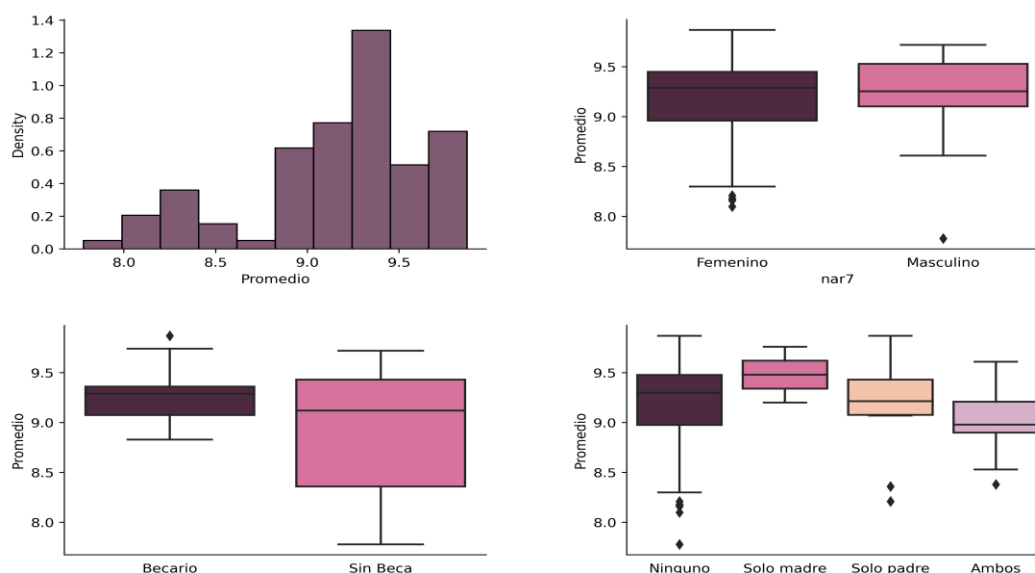 1.4
1.2
1.0
0.8
0.6
0.4
0.2
0.0
Density
8.0 8.5 9.0 9.5
Promedio
9.5
9.0
8.5
8.0
Promedio
Femenino Masculino
nar7
9.5
9.0
8.5
8.0
Promedio
Becario Sin Beca
9.5
9.0
8.5
8.0
Promedio
Ninguno Solo madre Solo padre Ambos